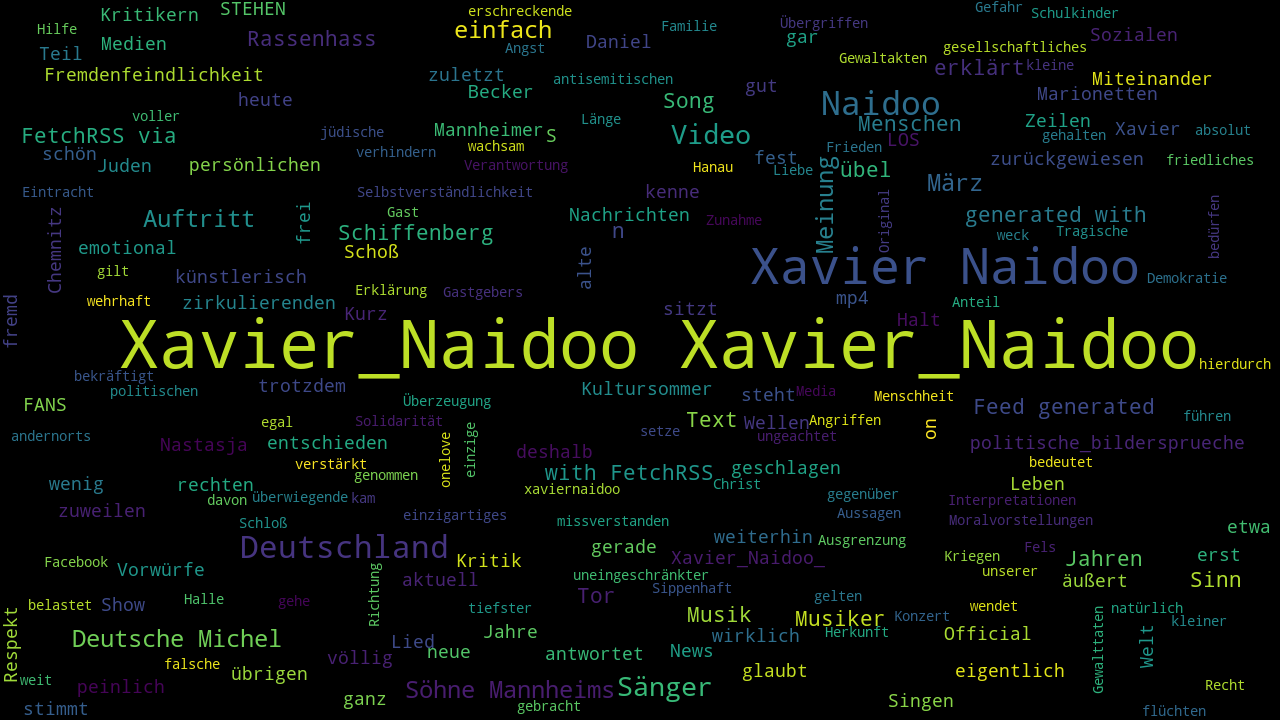 Kritikern STEHEN erschreckende Gefahr Schulkinder
Hilfe einfach Familie Übergriffen
Medien Rassenhass Daniel gar Sozialen
Teil Angst gesellschaftliches
Fremdenfeindlichkeit zuletzt antisemitischen Gewaltakten erklärt kleine Miteinander
heute Becker Song gut Naidoo Marionetten
voller Länge Menschen Zeilen
FetchRSS via jüdische Mannheimer S Video LOS gehalten Xavier absolut
schön verhindern wachsam Frieden
Juden persönlichen Verantwortung Hanau fest Liebe übel zurückgewiesen friedliches
Eintracht Selbstverständlichkeit kenne März
Auftritt frei Gast Nachrichten Zunahme Meinung Original generated with bedürfen
Chemnitz emotional Schiffenberg n weck Tragische
Schoß alte
gilt künstlerisch Xavier Naidoo Demokratie
wehrhaft zirkulierenden Erklärung Gastgebers mp4 Anteil
fremd Kurz sitzt Halt
Xavier_Naidoo Xavier_Naidoo
hierdurch
bekräftigt trotzdem
politischen Kultursommer steht Media Menschheit
FANS Überzeugung Feed generated führen
egal Solidarität Text Wellen Angriffen on
andernorts Nastasja entschieden setze ungeachtet politische_bildersprueche
verstärkt onelove einzige deshalb
genommen with FetchRSS geschlagen bedeutet
wenig rechten xaviernaidoo Christ Leben
davon überwiegende kam gegenüber Interpretationen
zuweilen Schloß einzigartiges missverstanden Aussagen Moralvorstellungen etwa
Deutschland gerade weiterhin Ausgrenzung Fels
Facebook Kritik Xavier_Naidoo_ Kriegen Jahren erst
Vorwürfe aktuell uneingeschränkter unserer äußert Sinn
Richtung Sippenhaft
belastet Show Halle gehe tiefster Tor gelten wendet natürlich
Musik Musiker Konzert kleiner
Respekt Deutsche Michel Lied Jahre wirklich Herkunft Official Gewalttaten Welt
völlig neue antwortet News
falsche übrigen glaubt eigentlich
weit peinlich Söhne Mannheims Sänger Recht
stimmt ganz gebracht Singen flüchten